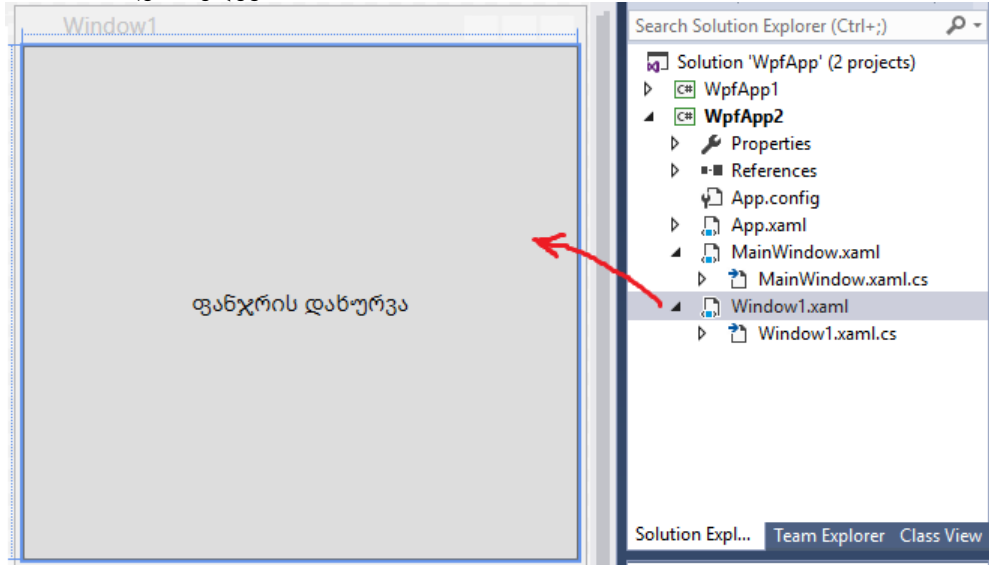 Window1
ფანჯრის დახურვა
Search Solution Explorer (Ctrl+;)
Solution 'WpfApp' (2 projects)
C# WpfApp1
C# WpfApp2
Properties
References
App.config
App.xaml
MainWindow.xaml
MainWindow.xaml.cs
Window1.xaml
Window1.xaml.cs
Solution Expl... Team Explorer Class View